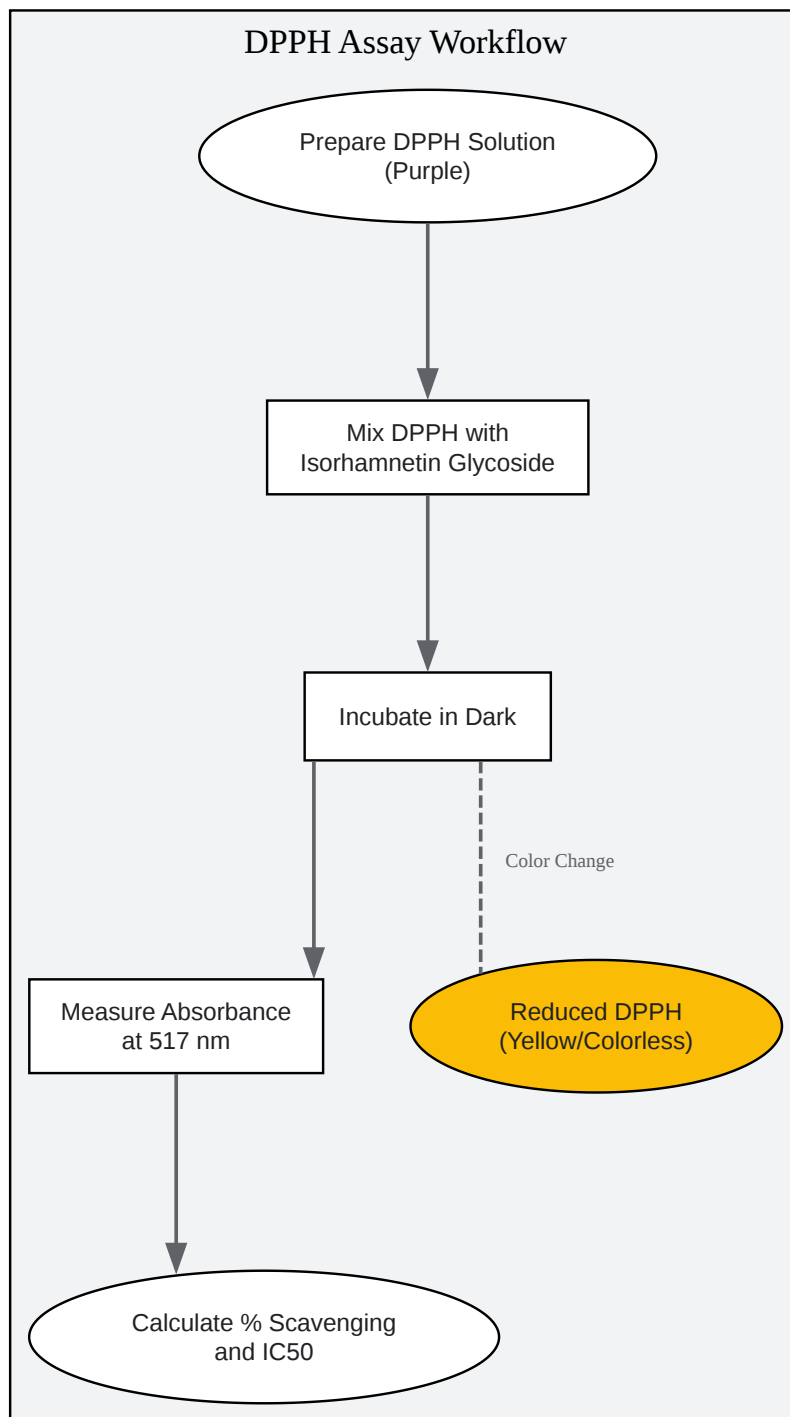 DPPH Assay Workflow
Prepare DPPH Solution
(Purple)
Mix DPPH with
Isorhamnetin Glycoside
Incubate in Dark
Color Change
Measure Absorbance
at 517 nm
Reduced DPPH
(Yellow/Colorless)
Calculate % Scavenging
and IC50